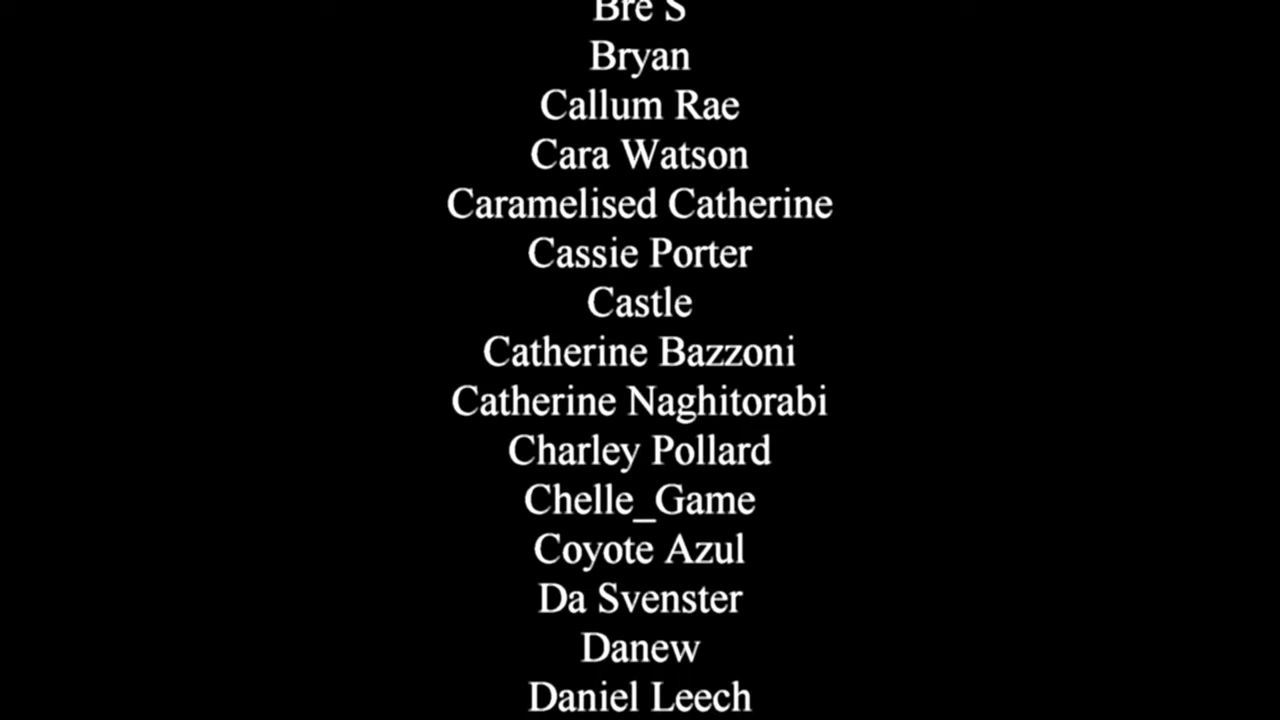 Bre S
Bryan
Callum Rae
Cara Watson
Caramelised Catherine
Cassie Porter
Castle
Catherine Bazzoni
Catherine Naghitorabi
Charley Pollard
Chelle_Game
Coyote Azul
Da Svenster
Danew
Daniel Leech